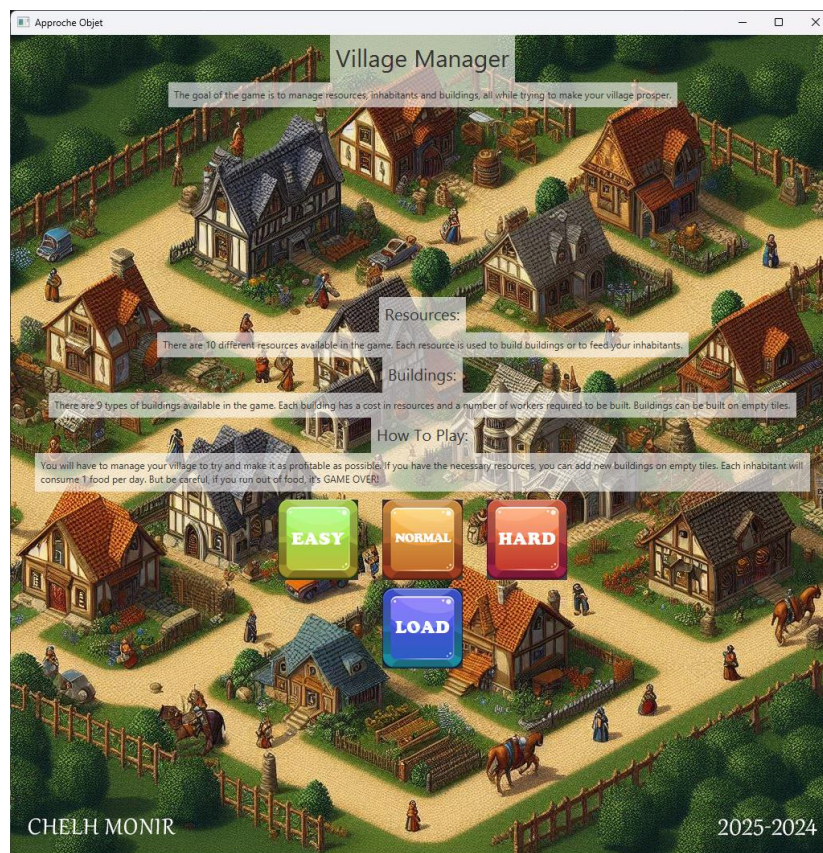 Approche Objet
Village Manager
The goal of the game is to manage resources, inhabitants and buildings, all while trying to make your village prosper.
Resources:
There are 10 different resources available in the game. Each resource is used to build buildings or to feed your inhabitants.
Buildings:
There are 9 types of buildings available in the game. Each building has a cost in resources and a number of workers required to be built. Buildings can be built on empty tiles.
How To Play:
You will have to manage your village to try and make it as profitable as possible. If you have the necessary resources, you can add new buildings on empty tiles. Each inhabitant will
consume 1 food per day. But be careful, if you run out of food, it's GAME OVER!
EASY NORMAL HARD
LOAD
CHELH MONIR 2025-2024